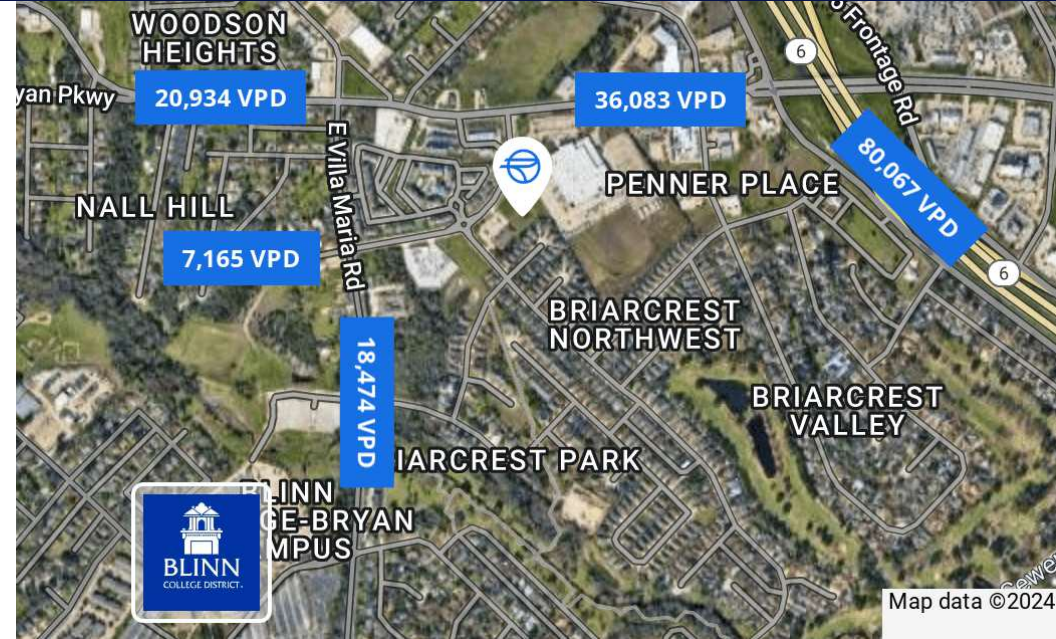 WOODSON
HEIGHTS
yan Pkwy
20,934 VPD
36,083 VPD
6
Frontage Rd
80,067 VPD
E Villa Maria Rd
PENNER PLACE
NALL HILL
7,165 VPD
6
BRIARCREST
NORTHWEST
18,474 VPD
BRIARCREST
VALLEY
IARCREST PARK
BLINN
GE-BRYAN
MPUS
BLINN
COLLEGE DISTRICT
Map data ©2024